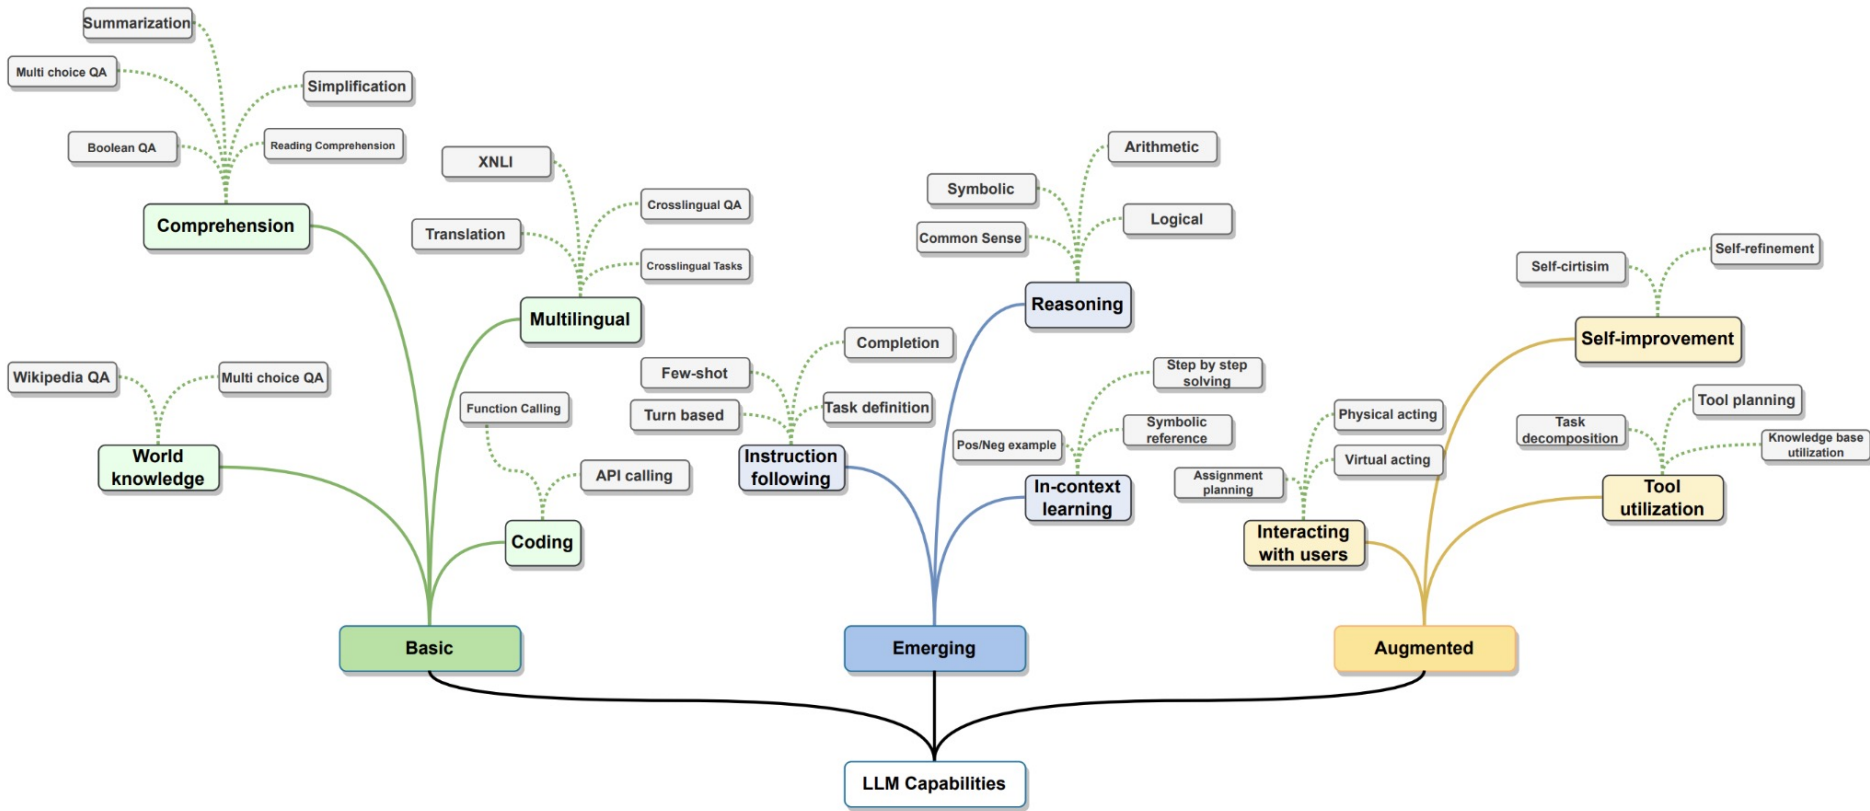 Summarization
Multi choice QA
Simplification
Boolean QA
Reading Comprehension
Comprehension
XNLI
Crosslingual QA
Translation
Crosslingual Tasks
Multilingual
Wikipedia QA
Multi choice QA
World
knowledge
Function Calling
API calling
Coding
Basic
Arithmetic
Symbolic
Logical
Common Sense
Reasoning
Completion
Few-shot
Turn based
Task definition
Instruction
following
Step by step
solving
Symbolic
reference
Pos/Neg example
In-context
learning
Emerging
Self-cirtisim
Self-refinement
Self-improvement
Physical acting
Virtual acting
Assignment
planning
Interacting
with users
Tool planning
Task
decomposition
Knowledge base
utilization
Tool
utilization
Augmented
LLM Capabilities